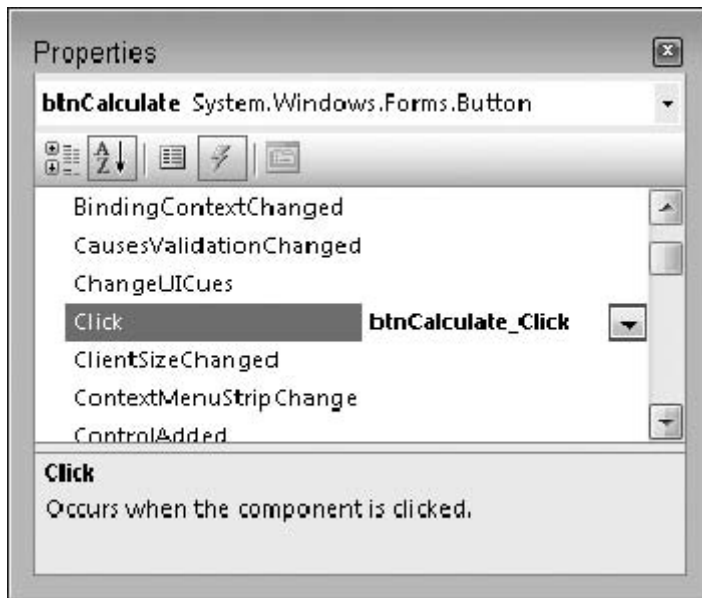 Properties
btnCalculate System.Windows.Forms.Button
A
Z
BindingContextChanged
CausesValidationChanged
ChangeUICues
Click btnCalculate_Click
ClientSizeChanged
ContextMenuStripChange
ControlAdded
Click
Occurs when the component is clicked.